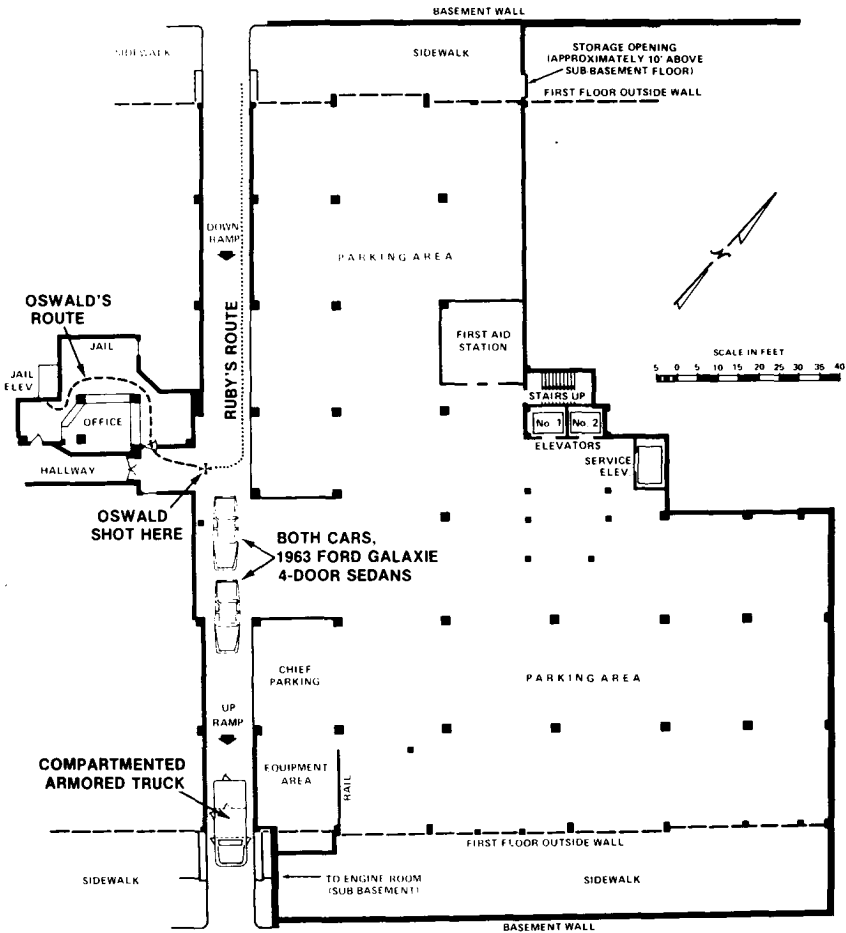 BASEMENT WALL
SIDEWALK
SIDEWALK
STORAGE OPENING
(APPROXIMATELY 10' ABOVE
SUB-BASEMENT FLOOR)
FIRST FLOOR OUTSIDE WALL
DOWN
RAMP
PARKING AREA
N
OSWALD'S
ROUTE
RUBY'S ROUTE
FIRST AID
STATION
JAIL
JAIL
ELEV
OFFICE
SCALE IN FEET
5 0 5 10 15 20 25 30 35 40
STAIRS UP
No. 1
No. 2
ELEVATORS
SERVICE
ELEV.
HALLWAY
OSWALD
SHOT HERE
BOTH CARS,
1963 FORD GALAXIE
4-DOOR SEDANS
CHIEF
PARKING
PARKING AREA
UP
RAMP
COMPARTMENTED
ARMORED TRUCK
EQUIPMENT
AREA
RAIL
FIRST FLOOR OUTSIDE WALL
SIDEWALK
TO ENGINE ROOM
(SUB BASEMENT)
SIDEWALK
BASEMENT WALL